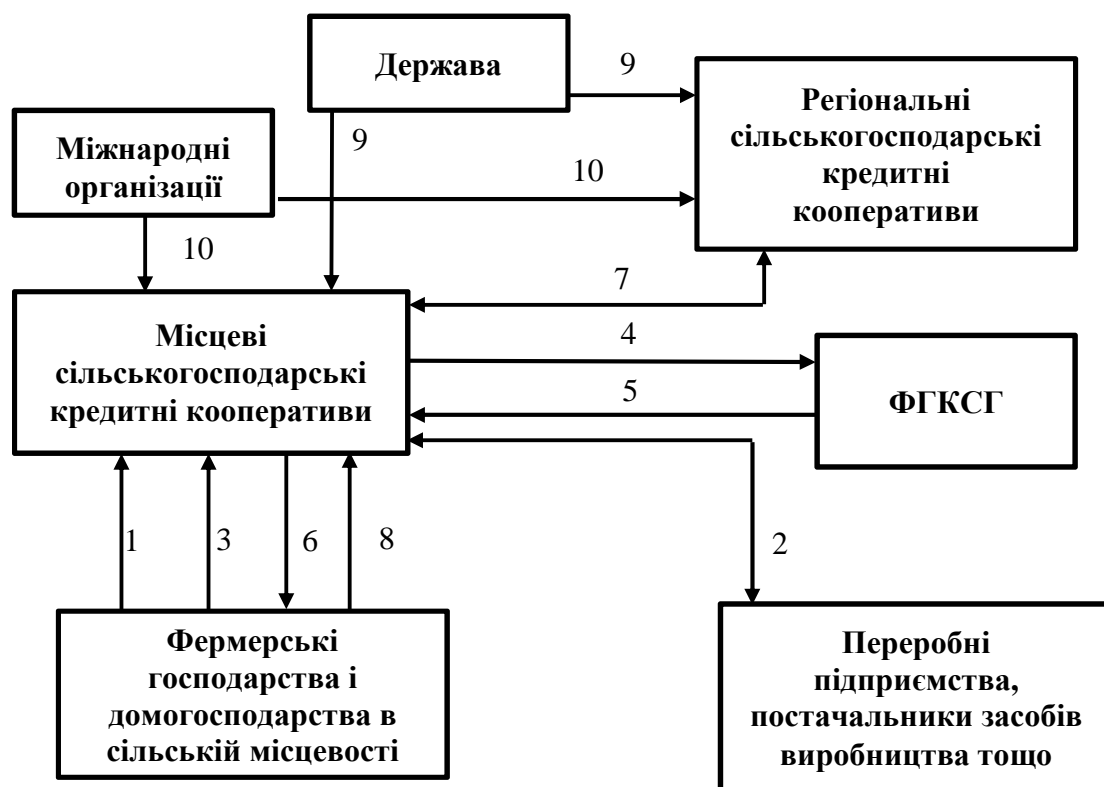 Держава
9
Регіональні
сільськогосподарські
кредитні
кооперативи
Міжнародні
організації
9
10
10
7
Місцеві
сільськогосподарські
кредитні кооперативи
4
5
ФГКСГ
1
3
6
8
2
Фермерські
господарства і
домогосподарства в
сільській місцевості
Переробні
підприємства,
постачальники засобів
виробництва тощо